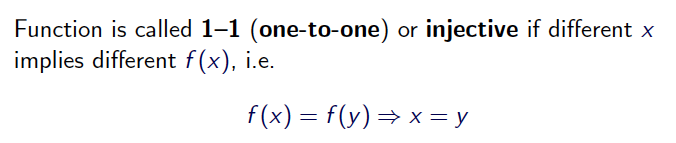 Function is called 1–1 (one-to-one) or injective if different x
implies different f(x), i.e.
f(x) = f(y) ⇒ x = y